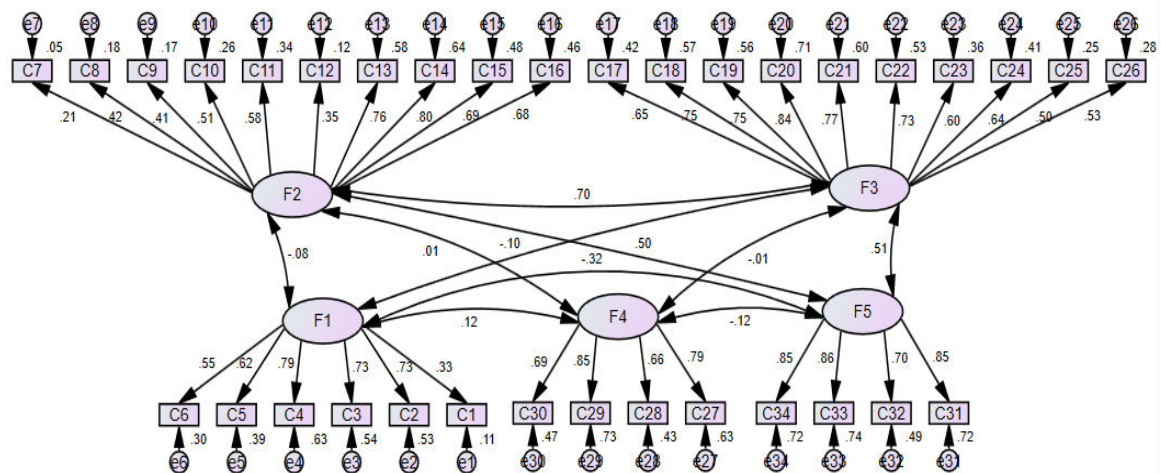 e7 e8 e9 e10 e11 e12 e13 e14 e15 e16 e17 e18 e19 e20 e21 e22 e23 e24 e25 e26
.05 .18 .17 .26 .34 .12 .58 .64 .48 .46 .42 .57 .56 .71 .60 .53 .36 .41 .25 .28
C7 C8 C9 C10 C11 C12 C13 C14 C15 C16 C17 C18 C19 C20 C21 C22 C23 C24 C25 C26
.21 .42 .41 .51 .58 .35 .76 .80 .69 .68 .65 .75 .75 .84 .77 .73 .60 .64 .50 .53
F2 .70 F3
-.08 .01 -.10 .50 -.01 .51
-.32
F1 .12 F4 -.12 F5
.55 .62 .79 .73 .73 .33 .69 .85 .66 .79 .85 .86 .70 .85
C6 C5 C4 C3 C2 C1 C30 C29 C28 C27 C34 C33 C32 C31
.30 .39 .63 .54 .53 .11 .47 .73 .43 .63 .72 .74 .49 .72
e6 e5 e4 e3 e2 e1 e30 e29 e28 e27 e34 e33 e32 e31